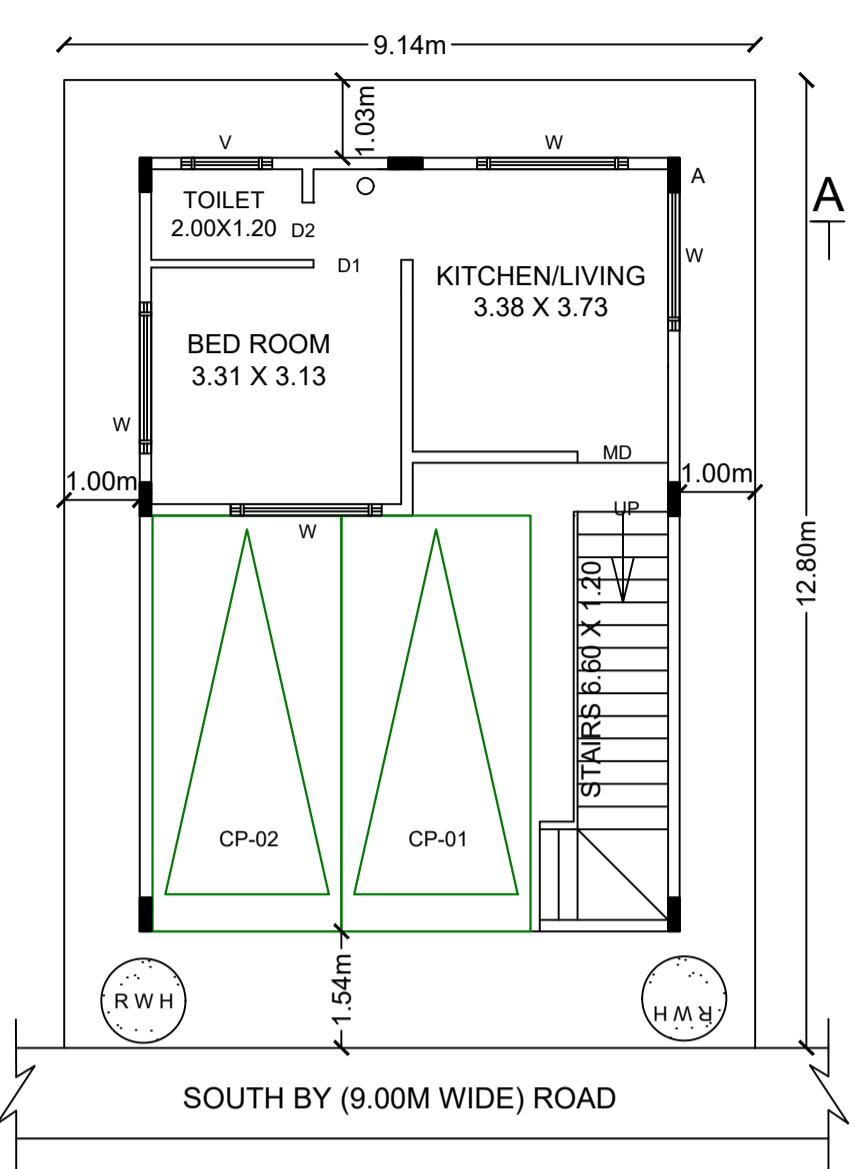 9.14m
1.03m
V
W
A
A
TOILET
2.00X1.20
D2
W
D1
KITCHEN/LIVING
3.38 X 3.73
BED ROOM
3.31 X 3.13
W
MD
1.00m
1.00m
UP
W
12.80m
STAIRS 6.60 X 1.20
CP-02
CP-01
1.54m
R W H
R W H
SOUTH BY (9.00M WIDE) ROAD